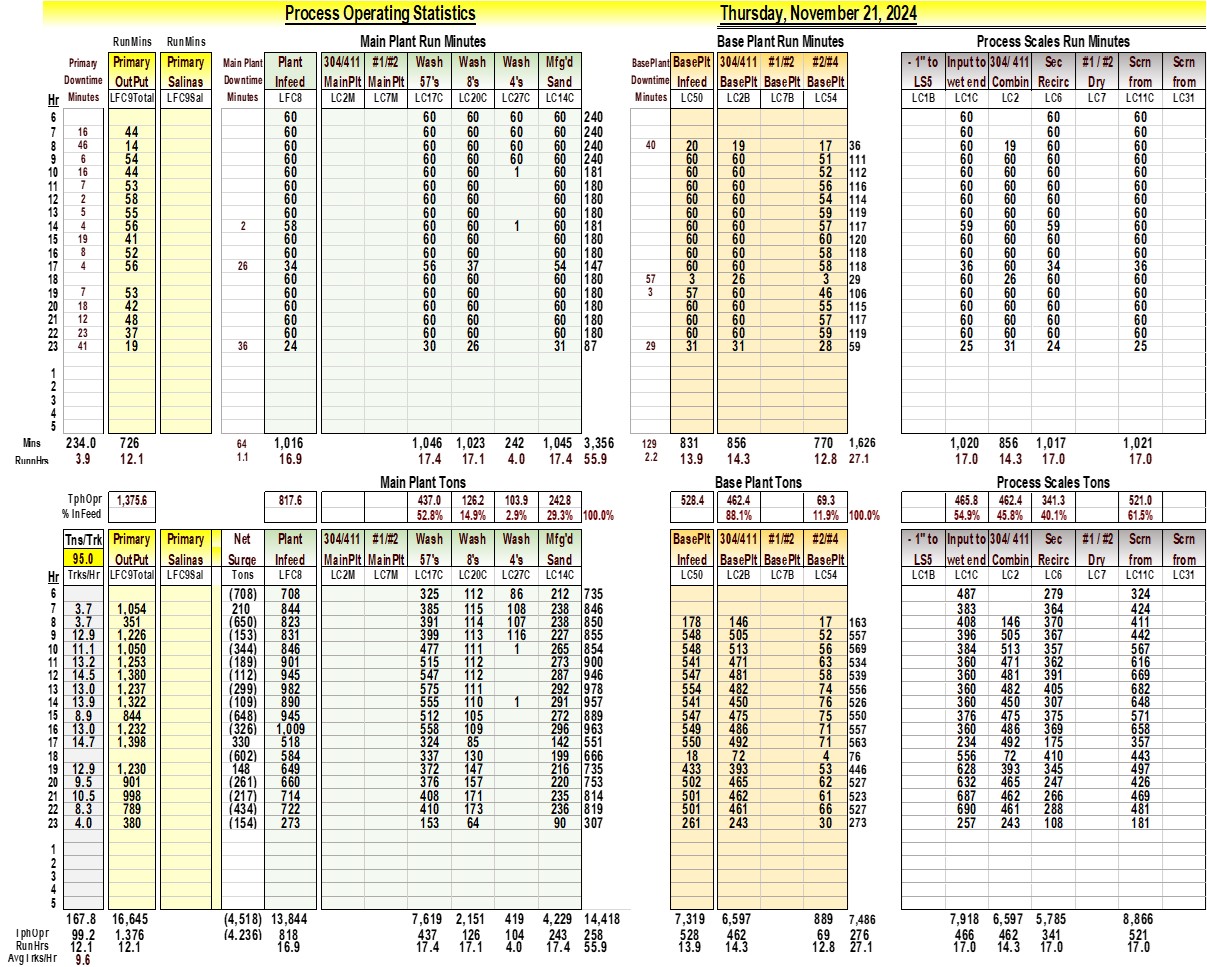 Process Operating Statistics Thursday, November 21, 2024
RunMins RunMins Main Plant Run Minutes Base Plant Run Minutes Process Scales Run Minutes
Primary Primary Primary Main Plant Plant 304/411 #1/#2 Wash Wash Wash Mfg'd BasePlant BasePlt 304/411 #1/#2 #2/#4 - 1" to Input to 304/ 411 Sec #1 / #2 Scrn Scrn
Downtime OutPut Salinas Downtime Infeed MainPlt MainPlt 57's 8's 4's Sand Downtime Infeed BasePlt BasePlt BasePlt LS5 wet end Combin Recirc Dry from from
Hr Minutes LFC9Total LFC9Sal Minutes LFC8 LC2M LC7M LC17C LC20C LC27C LC14C Minutes LC50 LC2B LC7B LC54 LC1B LC1C LC2 LC6 LC7 LC11C LC31
6 60 60 60 60 60 240 60 60 60
7 16 44 60 60 60 60 60 240 60 60 60
8 46 14 60 60 60 60 60 240 40 20 19 17 36 60 19 60 60
9 6 54 60 60 60 60 60 240 60 60 51 111 60 60 60 60
10 16 44 60 60 60 1 60 181 60 60 52 112 60 60 60 60
11 7 53 60 60 60 60 180 60 60 56 116 60 60 60 60
12 2 58 60 60 60 60 180 60 60 54 114 60 60 60 60
13 5 55 60 60 60 60 180 60 60 59 119 60 60 60 60
14 4 56 2 58 60 60 1 60 181 60 60 57 117 59 60 59 60
15 19 41 60 60 60 60 180 60 60 60 120 60 60 60 60
16 8 52 60 60 60 60 180 60 60 58 118 60 60 60 60
17 4 56 26 34 56 37 54 147 60 60 58 118 36 60 34 36
18 60 60 60 60 180 57 3 26 3 29 60 26 60 60
19 7 53 60 60 60 60 180 3 57 60 46 106 60 60 60 60
20 18 42 60 60 60 60 180 60 60 55 115 60 60 60 60
21 12 48 60 60 60 60 180 60 60 57 117 60 60 60 60
22 23 37 60 60 60 60 180 60 60 59 119 60 60 60 60
23 41 19 36 24 30 26 31 87 29 31 31 28 59 25 31 24 25
1
2
3
4
5
Mins 234.0 726 64 1,016 1,046 1,023 242 1,045 3,356 129 831 856 770 1,626 1,020 856 1,017 1,021
RunnHrs 3.9 12.1 1.1 16.9 17.4 17.1 4.0 17.4 55.9 2.2 13.9 14.3 12.8 27.1 17.0 14.3 17.0 17.0
Main Plant Tons Base Plant Tons Process Scales Tons
TphOpr 1,375.6 817.6 437.0 126.2 103.9 242.8 528.4 462.4 69.3 465.8 462.4 341.3 521.0
% InFeed 52.8% 14.9% 2.9% 29.3% 100.0% 88.1% 11.9% 100.0% 54.9% 45.8% 40.1% 61.5%
Tns/Trk Primary Primary Net Plant 304/411 #1/#2 Wash Wash Wash Mfg'd BasePlt 304/411 #1/#2 #2/#4 - 1" to Input to 304/ 411 Sec #1 / #2 Scrn Scrn
95.0 OutPut Salinas Surge Infeed MainPlt MainPlt 57's 8's 4's Sand Infeed BasePlt BasePlt BasePlt LS5 wet end Combin Recirc Dry from from
Hr Trks/Hr LFC9Total LFC9Sal Tons LFC8 LC2M LC7M LC17C LC20C LC27C LC14C LC50 LC2B LC7B LC54 LC1B LC1C LC2 LC6 LC7 LC11C LC31
6 (708) 708 325 112 86 212 735 487 279 324
7 3.7 1,054 210 844 385 115 108 238 846 383 364 424
8 3.7 351 (650) 823 391 114 107 238 850 178 146 17 163 408 146 370 411
9 12.9 1,226 (153) 831 399 113 116 227 855 548 505 52 557 396 505 367 442
10 11.1 1,050 (344) 846 477 111 1 265 854 548 513 56 569 384 513 357 567
11 13.2 1,253 (189) 901 515 112 273 900 541 471 63 534 360 471 362 616
12 14.5 1,380 (112) 945 547 112 287 946 547 481 58 539 360 481 391 669
13 13.0 1,237 (299) 982 575 111 292 978 554 482 74 556 360 482 405 682
14 13.9 1,322 (109) 890 555 110 1 291 957 541 450 76 526 360 450 307 648
15 8.9 844 (648) 945 512 105 272 889 547 475 75 550 376 475 375 571
16 13.0 1,232 (326) 1,009 558 109 296 963 549 486 71 557 360 486 369 658
17 14.7 1,398 330 518 324 85 142 551 550 492 71 563 234 492 175 357
18 (602) 584 337 130 199 666 18 72 4 76 556 72 410 443
19 12.9 1,230 148 649 372 147 216 735 433 393 53 446 628 393 345 497
20 9.5 901 (261) 660 376 157 220 753 502 465 62 527 632 465 247 426
21 10.5 998 (217) 714 408 171 235 814 501 462 61 523 687 462 266 469
22 8.3 789 (434) 722 410 173 236 819 501 461 66 527 690 461 288 481
23 4.0 380 (154) 273 153 64 90 307 261 243 30 273 257 243 108 181
1
2
3
4
5
167.8 16,645 (4,518) 13,844 7,619 2,151 419 4,229 14,418 7,319 6,597 889 7,486 7,918 6,597 5,785 8,866
TphOpr 99.2 1,376 (4,236) 818 437 126 104 243 258 528 462 69 276 466 462 341 521
RunHrs 12.1 12.1 16.9 17.4 17.1 4.0 17.4 55.9 13.9 14.3 12.8 27.1 17.0 14.3 17.0 17.0
AvgTrks/Hr 9.6